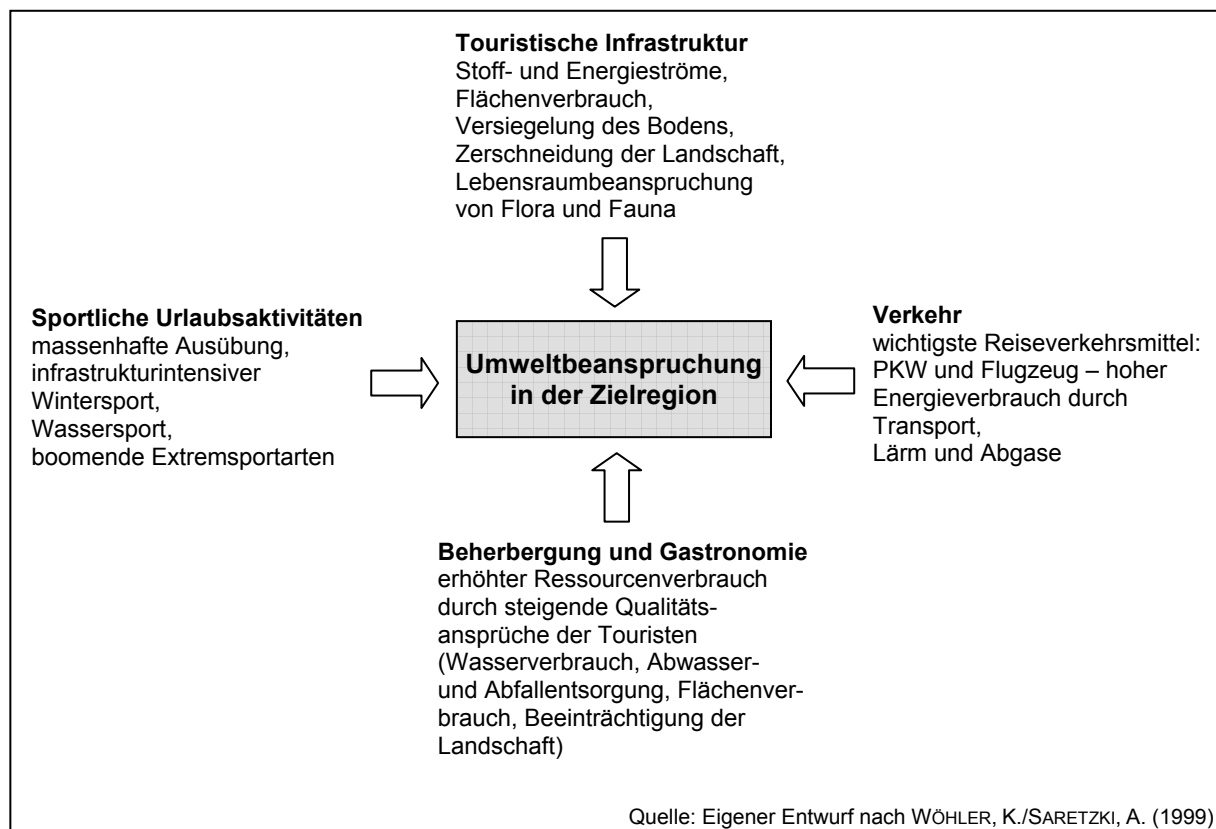 Touristische Infrastruktur
Stoff- und Energieströme,
Flächenverbrauch,
Versiegelung des Bodens,
Zerschneidung der Landschaft,
Lebensraumbeanspruchung
von Flora und Fauna
Sportliche Urlaubsaktivitäten
massenhafte Ausübung,
infrastrukturintensiver
Wintersport,
Wassersport,
boomende Extremsportarten
Umweltbeanspruchung
in der Zielregion
Verkehr
wichtigste Reiseverkehrsmittel:
PKW und Flugzeug – hoher
Energieverbrauch durch
Transport,
Lärm und Abgase
Beherbergung und Gastronomie
erhöhter Ressourcenverbrauch
durch steigende Qualitäts-
ansprüche der Touristen
(Wasserverbrauch, Abwasser-
und Abfallentsorgung, Flächenver-
brauch, Beeinträchtigung der
Landschaft)
Quelle: Eigener Entwurf nach WÖHLER, K./SARETZKI, A. (1999)